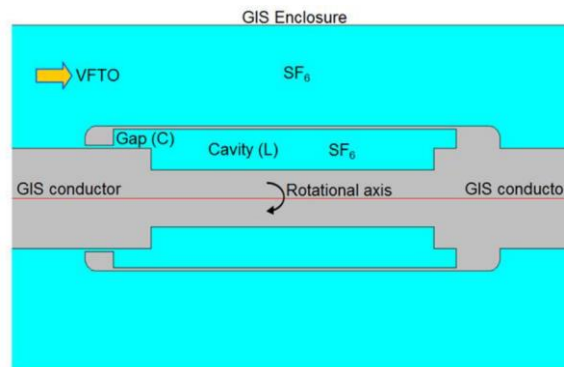 GIS Enclosure
VFTO
SF6
Gap (C)
Cavity (L)
SF6
GIS conductor
Rotational axis
GIS conducto